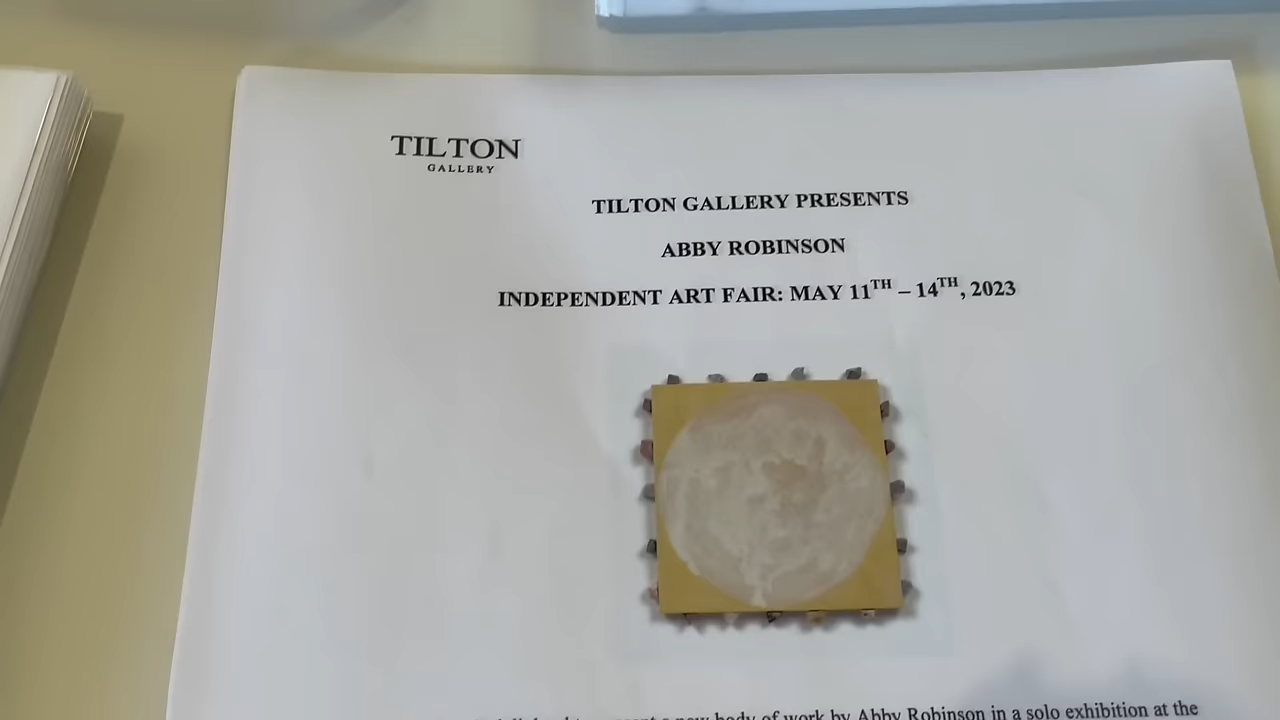 TILTON
GALLERY
TILTON GALLERY PRESENTS
ABBY ROBINSON
INDEPENDENT ART FAIR: MAY 11TH – 14TH, 2023
a new body of work by Abby Robinson in a solo exhibition at the